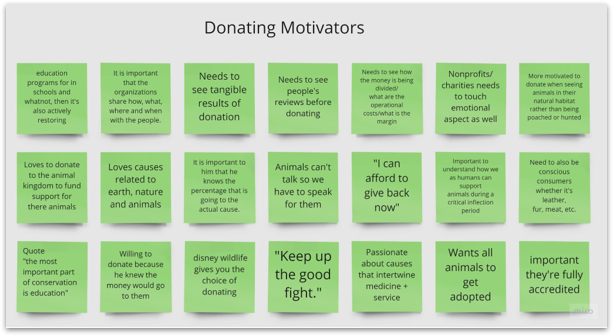 Donating Motivators
education
programs for in
schools and
whatnot, then it's
also actively
restoring
It is important
that the
organizations
share how, what,
where and when
with the people.
Needs to
see tangible
results of
donation
Needs to see
people's
reviews before
donating
Needs to see how
the money is being
divided/
what are the
operational
costs/what is the
margin
Nonprofits/
charities needs
to touch
emotional
aspect as well
More motivated to
donate when seeing
animals in their
natural habitat
rather than being
poached or hunted
Loves to donate
to the animal
kingdom to fund
support for
there animals
Loves causes
related to
earth, nature
and animals
It is important to
him that he
knows the
percentage that is
going to the
actual cause.
Animals can't
talk so we
have to speak
for them
"I can
afford to
give back
now"
Important to
understand how we
as humans can
support
animals during a
critical inflection
period
Need to also be
conscious
consumers
whether it's
leather,
fur, meat, etc.
Quote
"the most
important part
of conservation
is education"
Willing to
donate because
he knew the
money would go
to them
disney wildlife
gives you the
choice of
donating
"Keep up
the good
fight."
Passionate
about causes
that intertwine
medicine +
service
Wants all
animals to
get
adopted
important
they're fully
accredited
miro